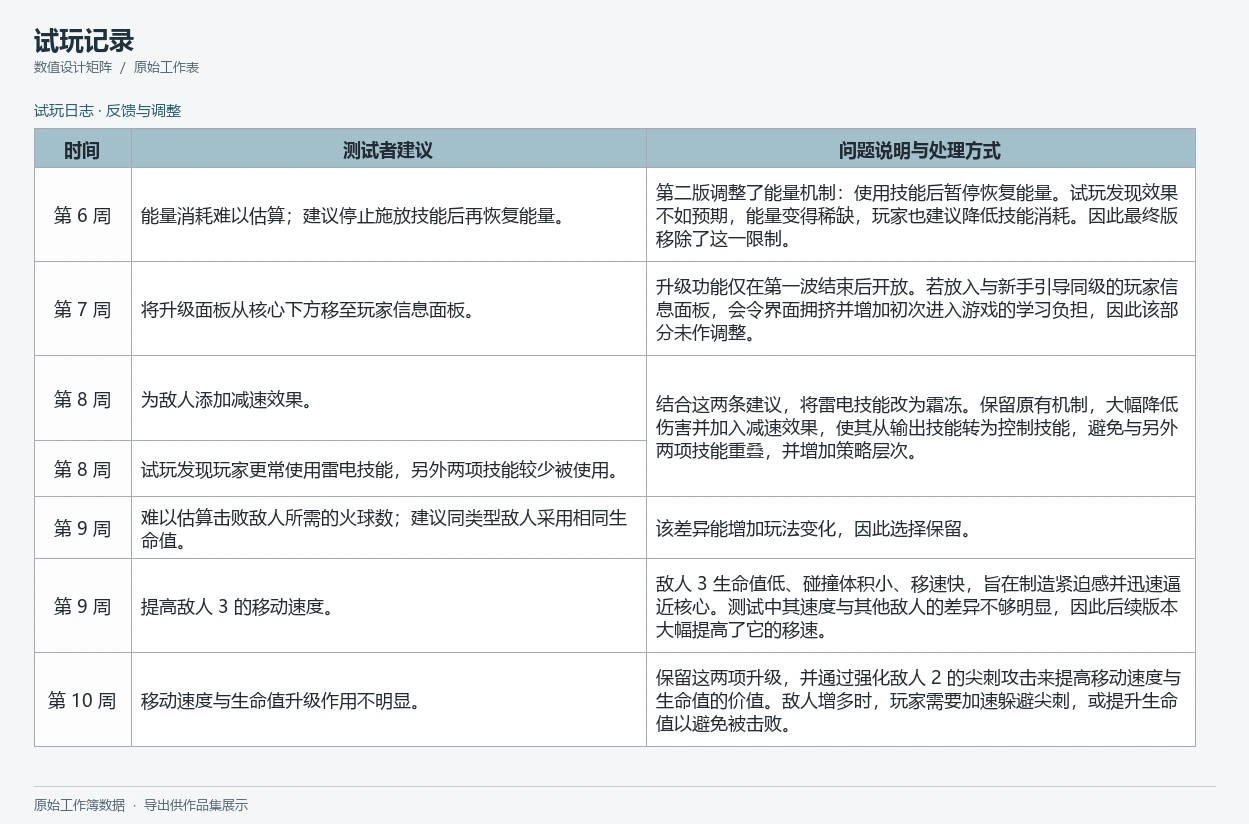 试玩记录
数值设计矩阵 / 原始工作表
试玩日志 · 反馈与调整
时间 测试者建议 问题说明与处理方式
第 6 周
能量消耗难以估算；建议停止施放技能后再恢复能量。
第二版调整了能量机制：使用技能后暂停恢复能量。试玩发现效果
不如预期，能量变得稀缺，玩家也建议降低技能消耗。因此最终版
移除了这一限制。
第 7 周
将升级面板从核心下方移至玩家信息面板。
升级功能仅在第一波结束后开放。若放入与新手引导同级的玩家信
息面板，会令界面拥挤并增加初次进入游戏的学习负担，因此该部
分未作调整。
第 8 周
为敌人添加减速效果。
结合这两条建议，将雷电技能改为霜冻。保留原有机制，大幅降低
伤害并加入减速效果，使其从输出技能转为控制技能，避免与另外
两项技能重叠，并增加策略层次。
第 8 周
试玩发现玩家更常使用雷电技能，另外两项技能较少被使用。
第 9 周
难以估算击败敌人所需的火球数；建议同类型敌人采用相同生
命值。
该差异能增加玩法变化，因此选择保留。
第 9 周
提高敌人 3 的移动速度。
敌人 3 生命值低、碰撞体积小、移速快，旨在制造紧迫感并迅速逼
近核心。测试中其速度与其他敌人的差异不够明显，因此后续版本
大幅提高了它的移速。
第 10 周
移动速度与生命值升级作用不明显。
保留这两项升级，并通过强化敌人 2 的尖刺攻击来提高移动速度与
生命值的价值。敌人增多时，玩家需要加速躲避尖刺，或提升生命
值以避免被击败。
原始工作簿数据 · 导出供作品集展示